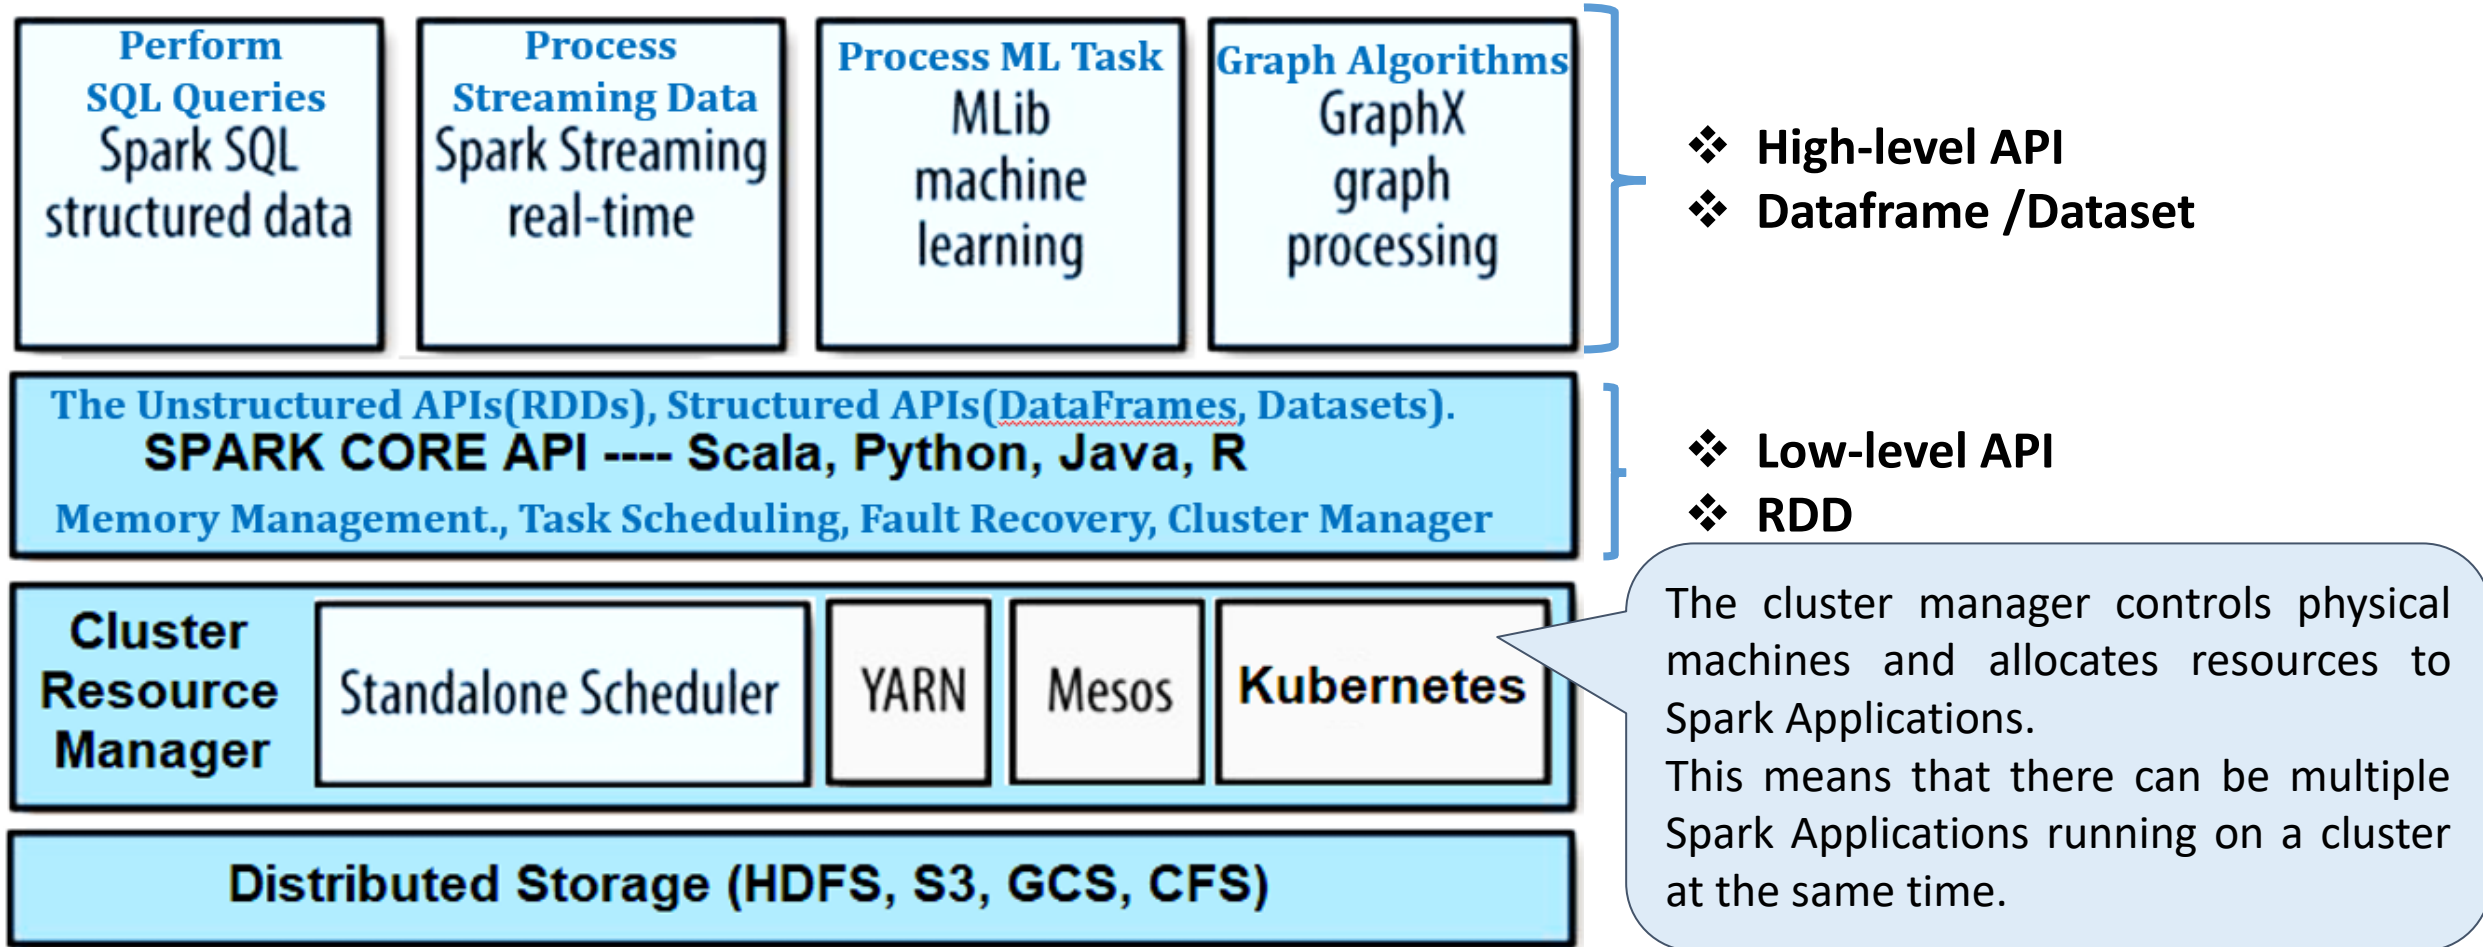 Perform
SQL Queries
Spark SQL
structured data
Process
Streaming Data
Spark Streaming
real-time
Process ML Task
MLib
machine
learning
Graph Algorithms
GraphX
graph
processing
❖ High-level API
❖ Dataframe /Dataset
The Unstructured APIs(RDDs), Structured APIs(DataFrames, Datasets).
SPARK CORE API ---- Scala, Python, Java, R
Memory Management., Task Scheduling, Fault Recovery, Cluster Manager
❖ Low-level API
❖ RDD
Cluster
Resource
Manager
Standalone Scheduler
YARN
Mesos
Kubernetes
The cluster manager controls physical
machines and allocates resources to
Spark Applications.
This means that there can be multiple
Spark Applications running on a cluster
at the same time.
Distributed Storage (HDFS, S3, GCS, CFS)